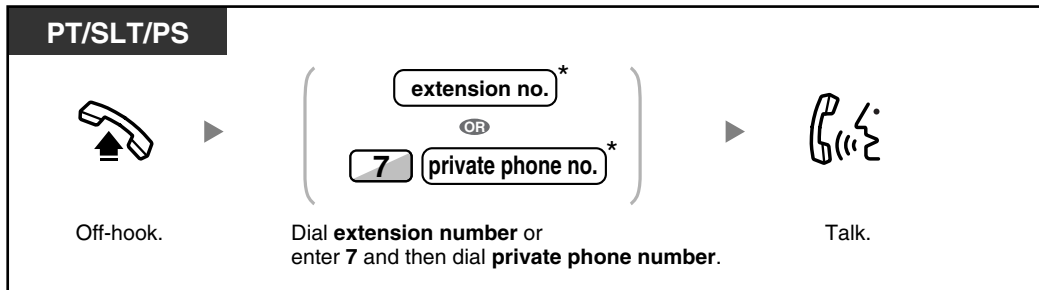 PT/SLT/PS
extension no.*
OR
7 private phone no.*
Off-hook.
Dial extension number or
enter 7 and then dial private phone number.
Talk.